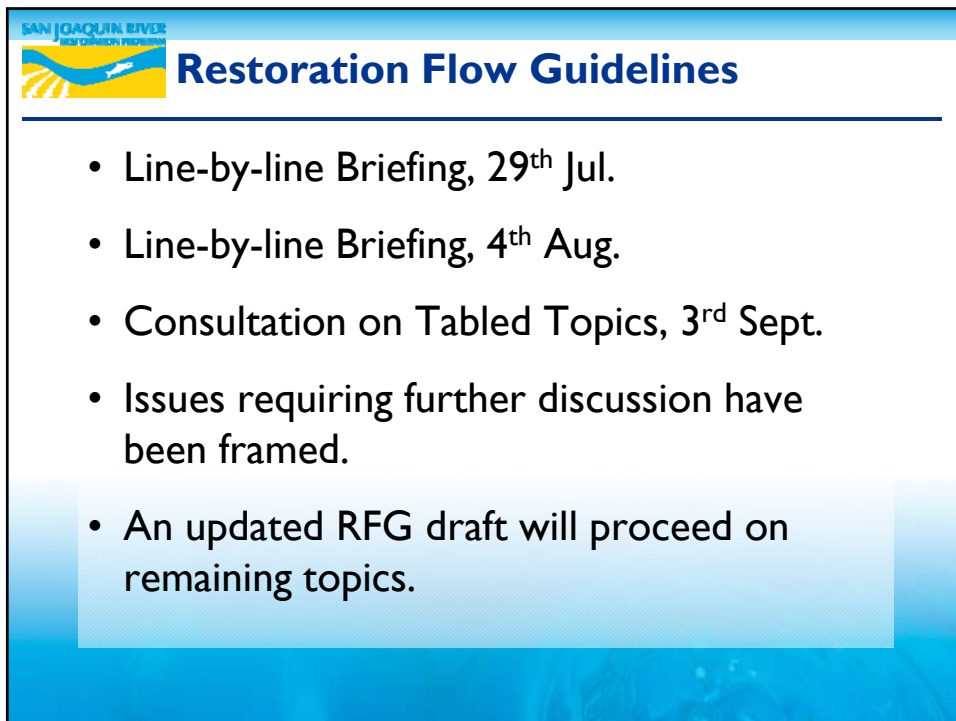 SAN JOAQUIN RIVER
RESTORATION PROGRAM
Restoration Flow Guidelines
• Line-by-line Briefing, 29th Jul.
• Line-by-line Briefing, 4th Aug.
• Consultation on Tabled Topics, 3rd Sept.
• Issues requiring further discussion have
been framed.
• An updated RFG draft will proceed on
remaining topics.